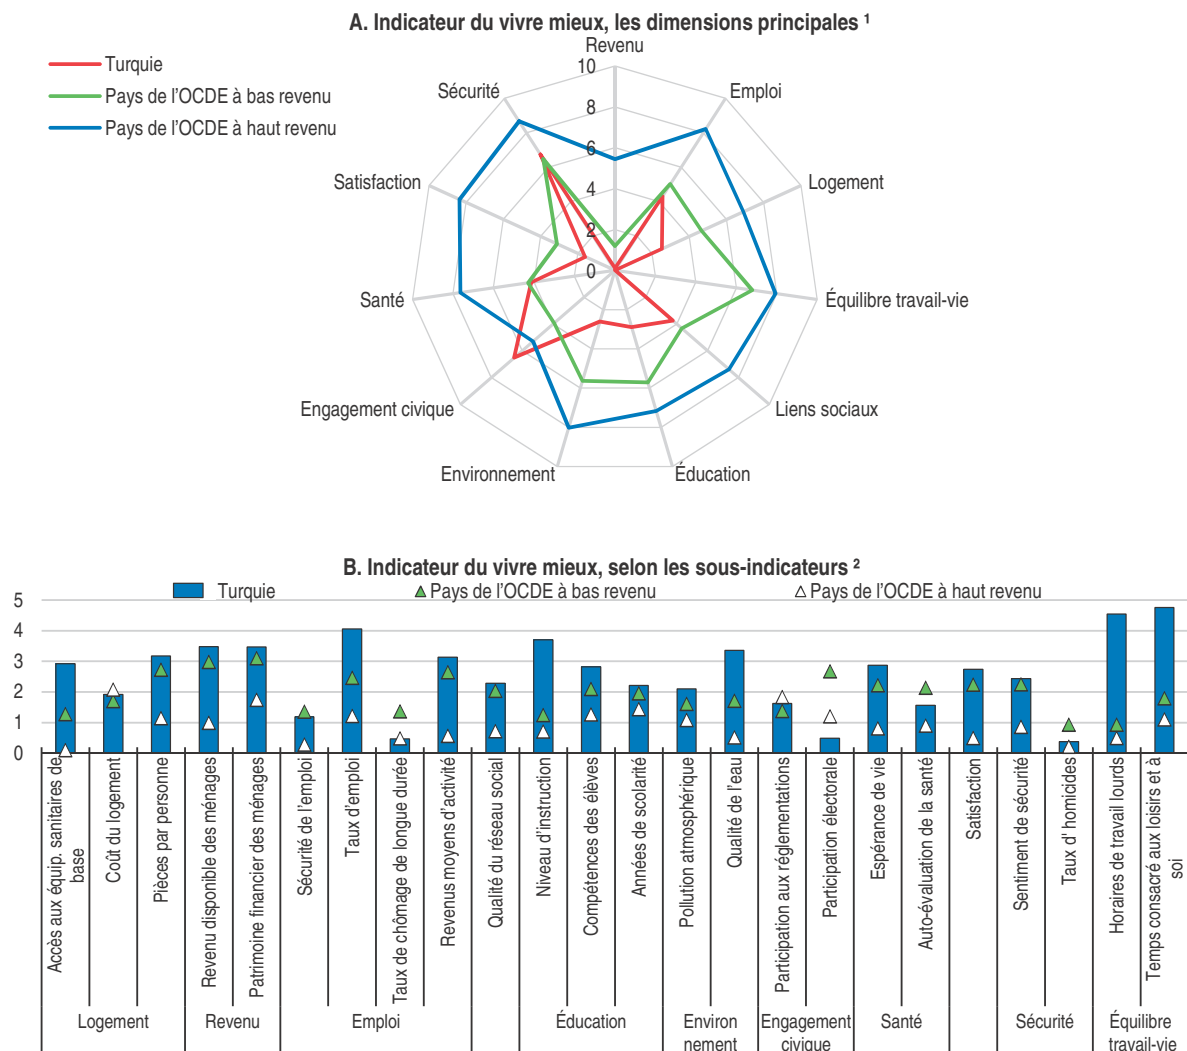 A. Indicateur du vivre mieux, les dimensions principales ¹
Turquie
Pays de l'OCDE à bas revenu
Pays de l'OCDE à haut revenu
Revenu
Emploi
Logement
Équilibre travail-vie
Liens sociaux
Éducation
Environnement
Engagement civique
Santé
Satisfaction
Sécurité
10
8
6
4
2
0
B. Indicateur du vivre mieux, selon les sous-indicateurs ²
Turquie
Pays de l'OCDE à bas revenu
Pays de l'OCDE à haut revenu
5
4
3
2
1
0
Accès aux équip. sanitaires de
base
Coût du logement
Pièces par personne
Revenu disponible des ménages
Patrimoine financier des ménages
Sécurité de l'emploi
Taux d'emploi
Taux de chômage de longue durée
Revenus moyens d'activité
Qualité du réseau social
Niveau d'instruction
Compétences des élèves
Années de scolarité
Pollution atmosphérique
Qualité de l'eau
Participation aux réglementations
Participation électorale
Espérance de vie
Auto-évaluation de la santé
Satisfaction
Sentiment de sécurité
Taux d' homicides
Horaires de travail lourds
Temps consacré aux loisirs et à
soi
Logement
Revenu
Emploi
Éducation
Environ
nement
Engagement
civique
Santé
Sécurité
Équilibre
travail-vie